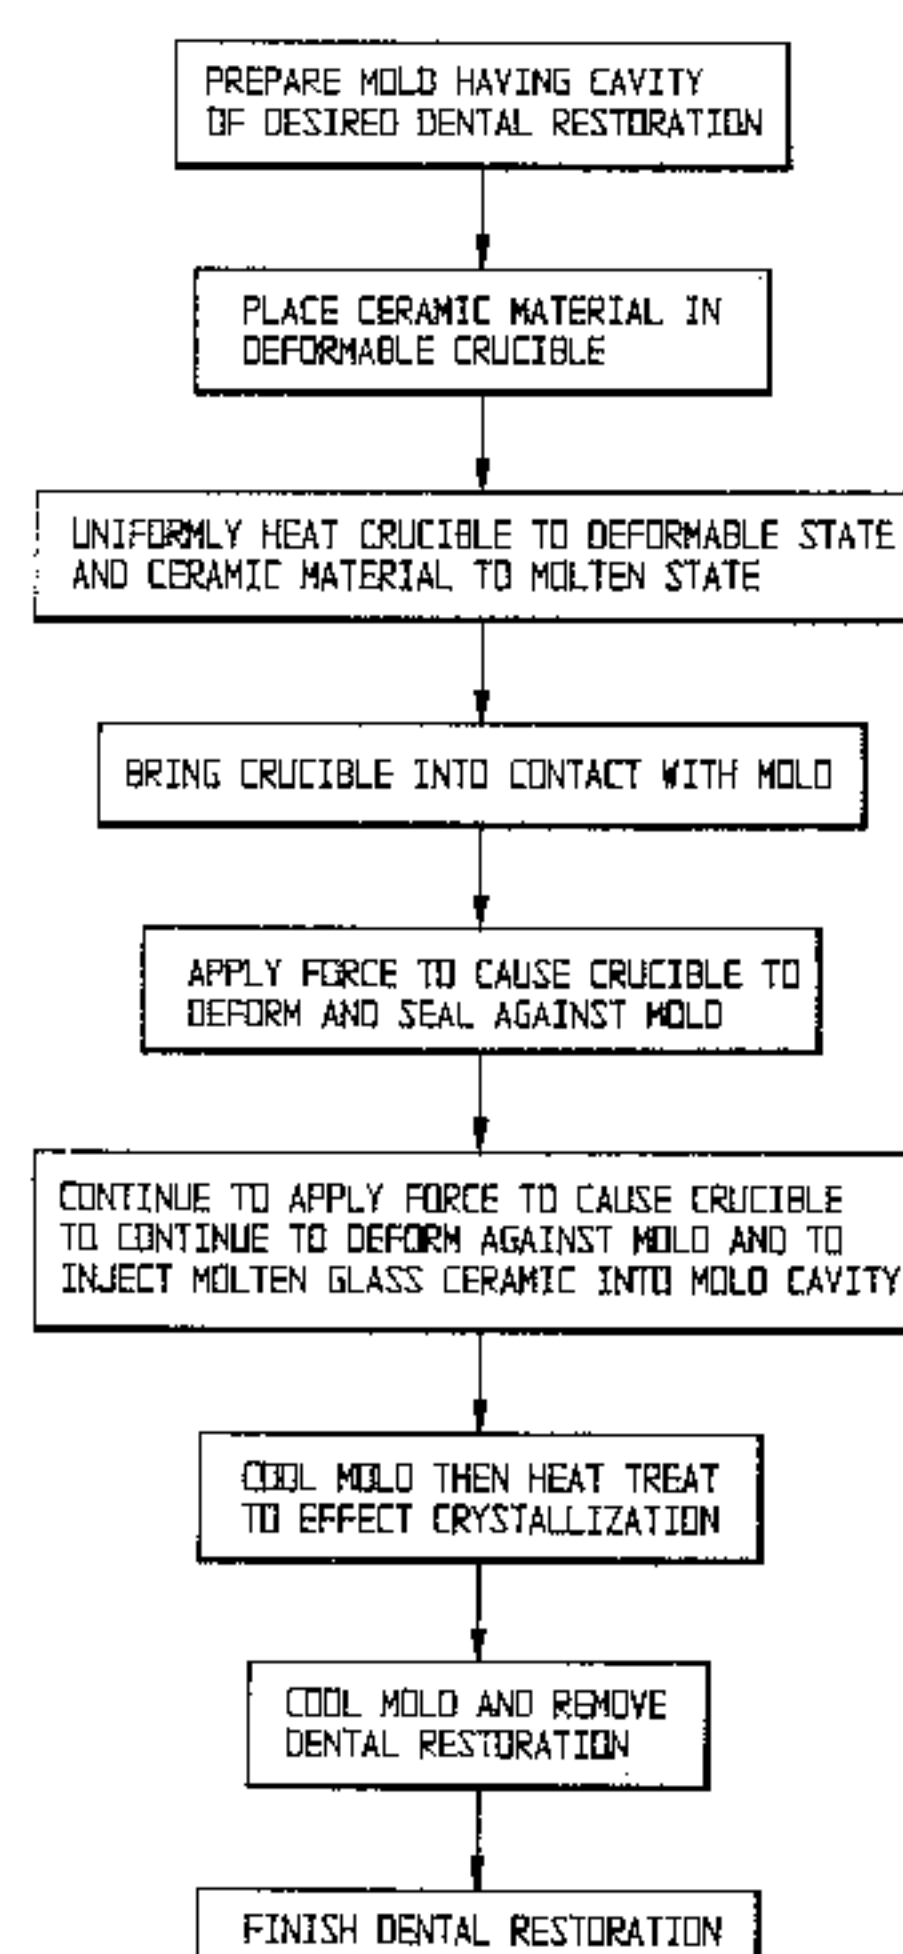 PREPARE MOLD HAVING CAVITY
OF DESIRED DENTAL RESTORATION
PLACE CERAMIC MATERIAL IN
DEFORMABLE CRUCIBLE
UNIFORMLY HEAT CRUCIBLE TO DEFORMABLE STATE
AND CERAMIC MATERIAL TO MOLTEN STATE
BRING CRUCIBLE INTO CONTACT WITH MOLD
APPLY FORCE TO CAUSE CRUCIBLE TO
DEFORM AND SEAL AGAINST MOLD
CONTINUE TO APPLY FORCE TO CAUSE CRUCIBLE
TO CONTINUE TO DEFORM AGAINST MOLD AND TO
INJECT MOLTEN GLASS CERAMIC INTO MOLD CAVITY
COOL MOLD THEN HEAT TREAT
TO EFFECT CRYSTALLIZATION
COOL MOLD AND REMOVE
DENTAL RESTORATION
FINISH DENTAL RESTORATION